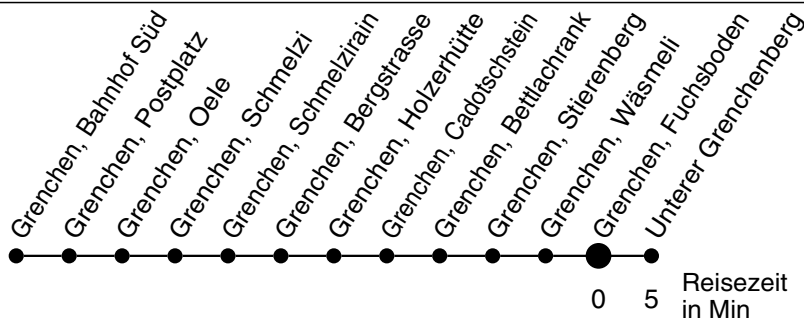 Grenchen, Bahnhof Süd
Grenchen, Postplatz
Grenchen, Oele
Grenchen, Schmelzi
Grenchen, Schmelzirain
Grenchen, Bergstrasse
Grenchen, Holzerhütte
Grenchen, Cadotschstein
Grenchen, Bettlachrank
Grenchen, Stierenberg
Grenchen, Wäsmeli
Grenchen, Fuchsboden
Unterer Grenchenberg
0 5 Reisezeit
in Min